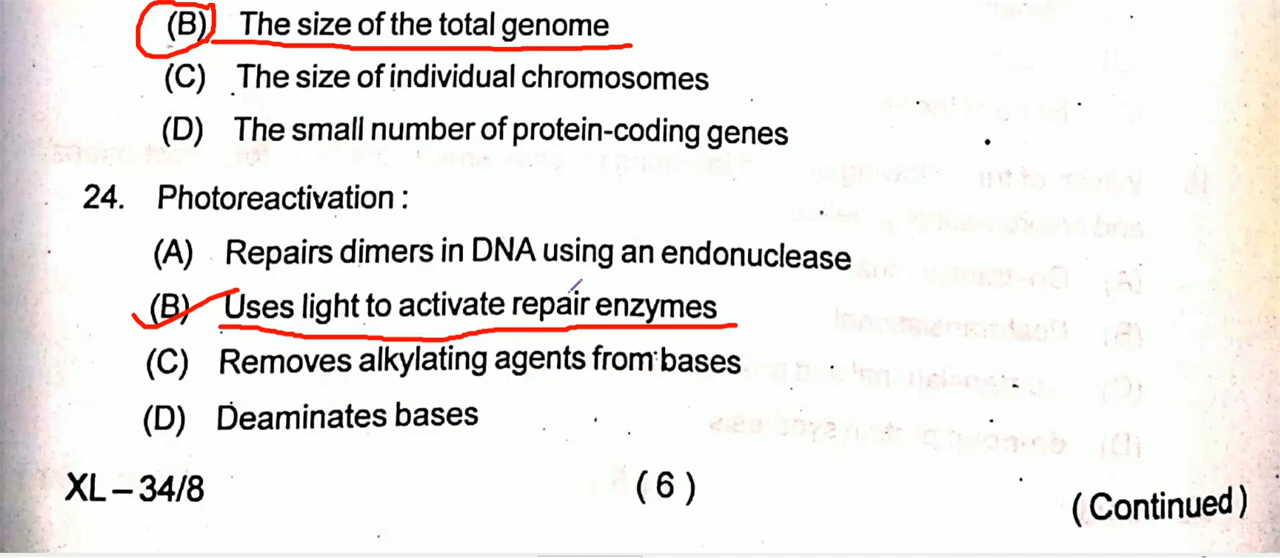 (B) The size of the total genome
(C) The size of individual chromosomes
(D) The small number of protein-coding genes
24. Photoreactivation :
(A) Repairs dimers in DNA using an endonuclease
(B) Uses light to activate repair enzymes
(C) Removes alkylating agents from bases
(D) Deaminates bases
XL – 34/8 ( 6 ) ( Continued )